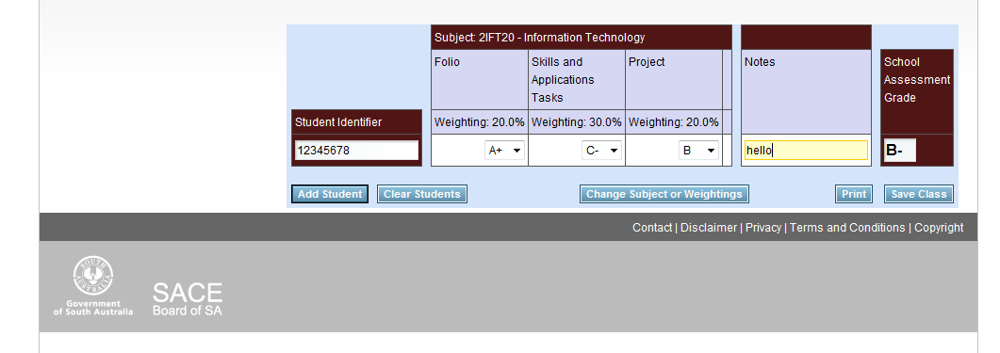 Subject: 2IFT20 - Information Technology
Folio
Skills and
Applications
Tasks
Project
Notes
School
Assessment
Grade
Student Identifier
Weighting: 20.0%
Weighting: 30.0%
Weighting: 20.0%
12345678
A+
C-
B
hello
B-
Add Student
Clear Students
Change Subject or Weightings
Print
Save Class
Contact | Disclaimer | Privacy | Terms and Conditions | Copyright
SOUTH AUSTRALIA
Government
of South Australia
SACE
Board of SA